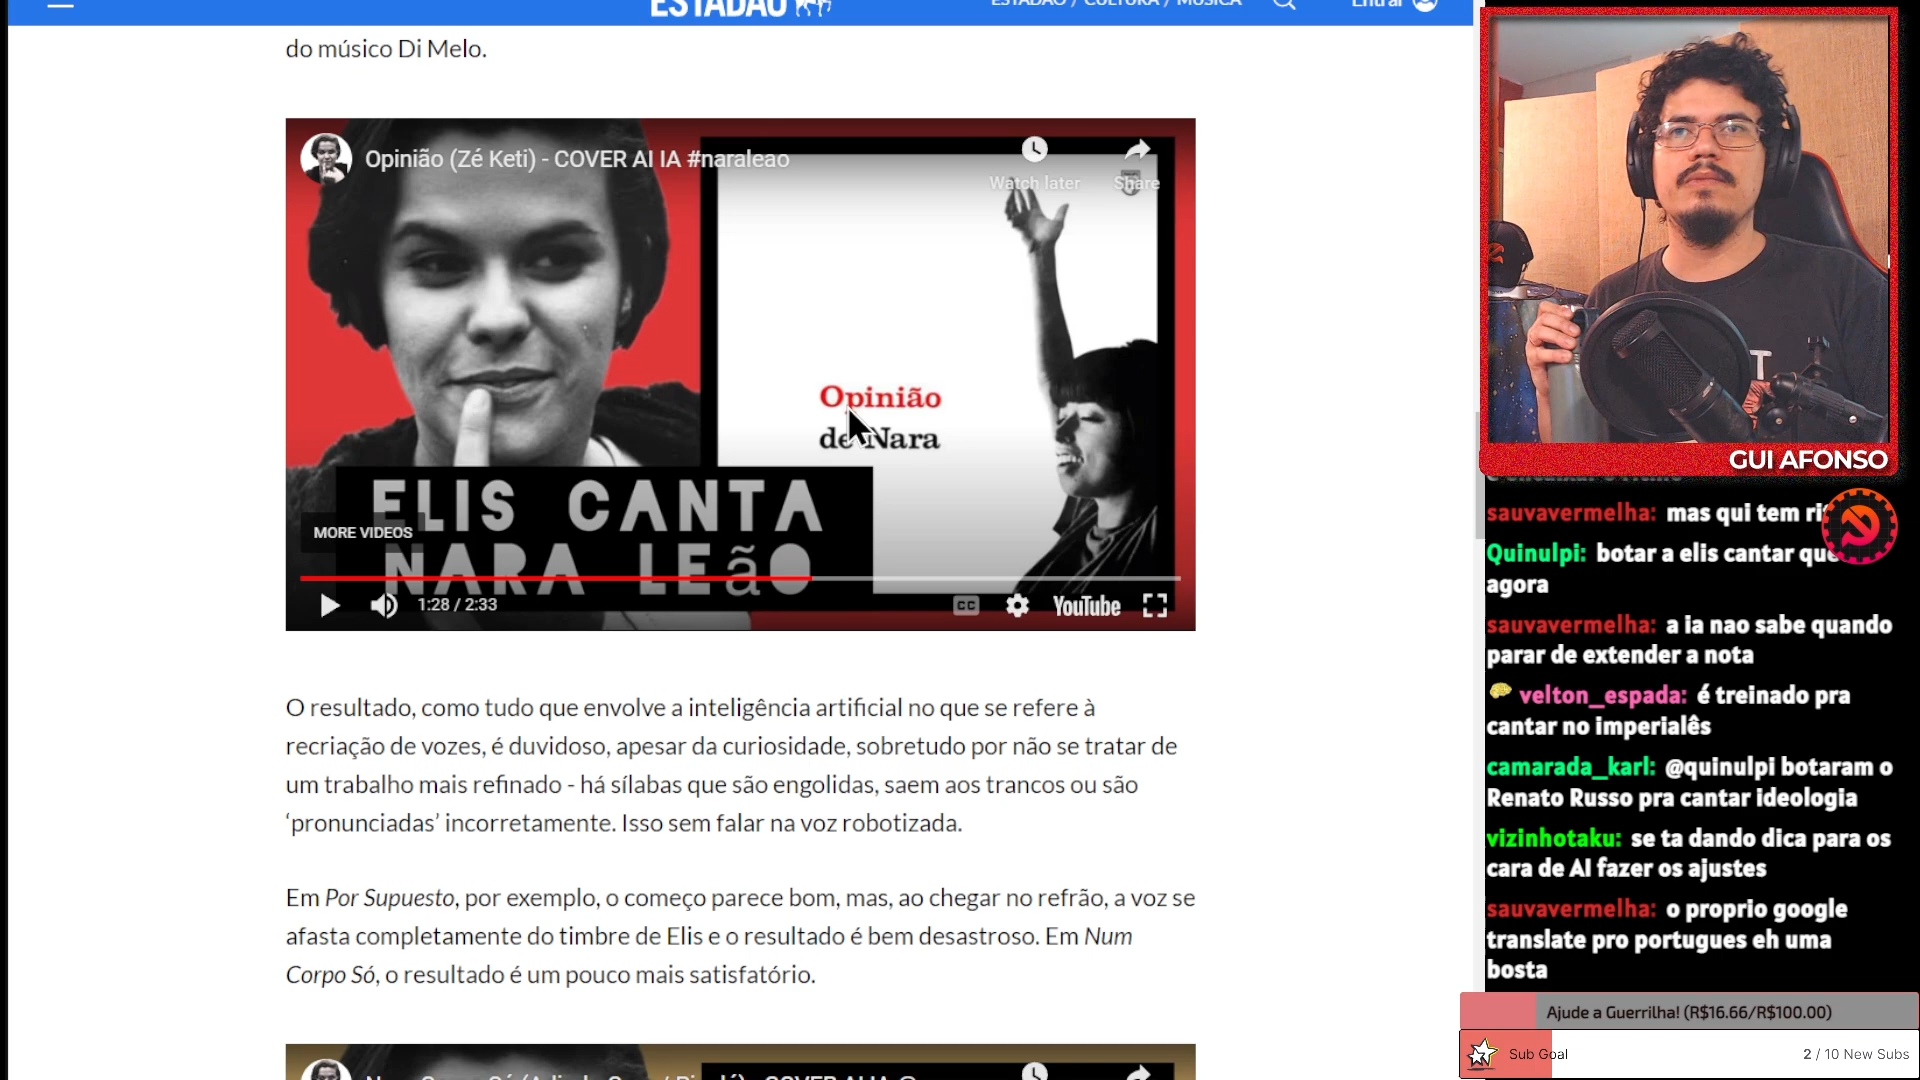 ESTADÃO
ESTADÃO / CULTURA / MÚSICA
Entrar
do músico Di Melo.
Opinião (Zé Keti) - COVER AI IA #naraleao
Watch later
Share
Opinião
de Nara
ELIS CANTA
NARA LEãO
MORE VIDEOS
1:28 / 2:33
CC
YouTube
O resultado, como tudo que envolve a inteligência artificial no que se refere à
recriação de vozes, é duvidoso, apesar da curiosidade, sobretudo por não se tratar de
um trabalho mais refinado - há sílabas que são engolidas, saem aos trancos ou são
‘pronunciadas’ incorretamente. Isso sem falar na voz robotizada.
Em Por Supuesto, por exemplo, o começo parece bom, mas, ao chegar no refrão, a voz se
afasta completamente do timbre de Elis e o resultado é bem desastroso. Em Num
Corpo Só, o resultado é um pouco mais satisfatório.
GUI AFONSO
sauvavermelha: mas qui tem
Quinulpi: botar a elis cantar
agora
sauvavermelha: a ia nao sabe quando
parar de extender a nota
velton_espada: é treinado pra
cantar no imperialês
camarada_karl: @quinulpi botaram o
Renato Russo pra cantar ideologia
vizinhotaku: se ta dando dica para os
cara de AI fazer os ajustes
sauvavermelha: o proprio google
translate pro portugues eh uma
bosta
Ajude a Guerrilha! (R$16.66/R$100.00)
Sub Goal
2 / 10 New Subs